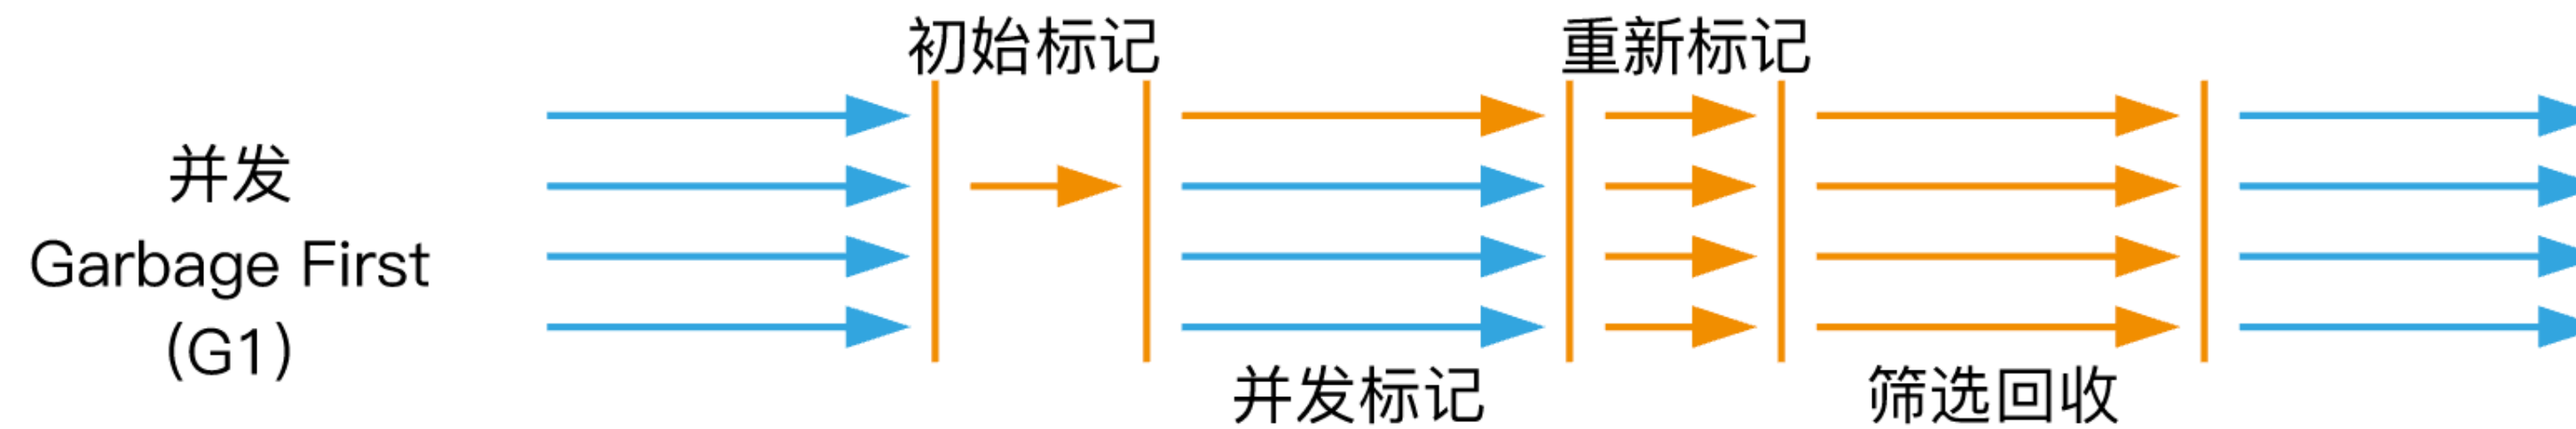 并发
Garbage First
(G1)
初始标记
并发标记
重新标记
筛选回收